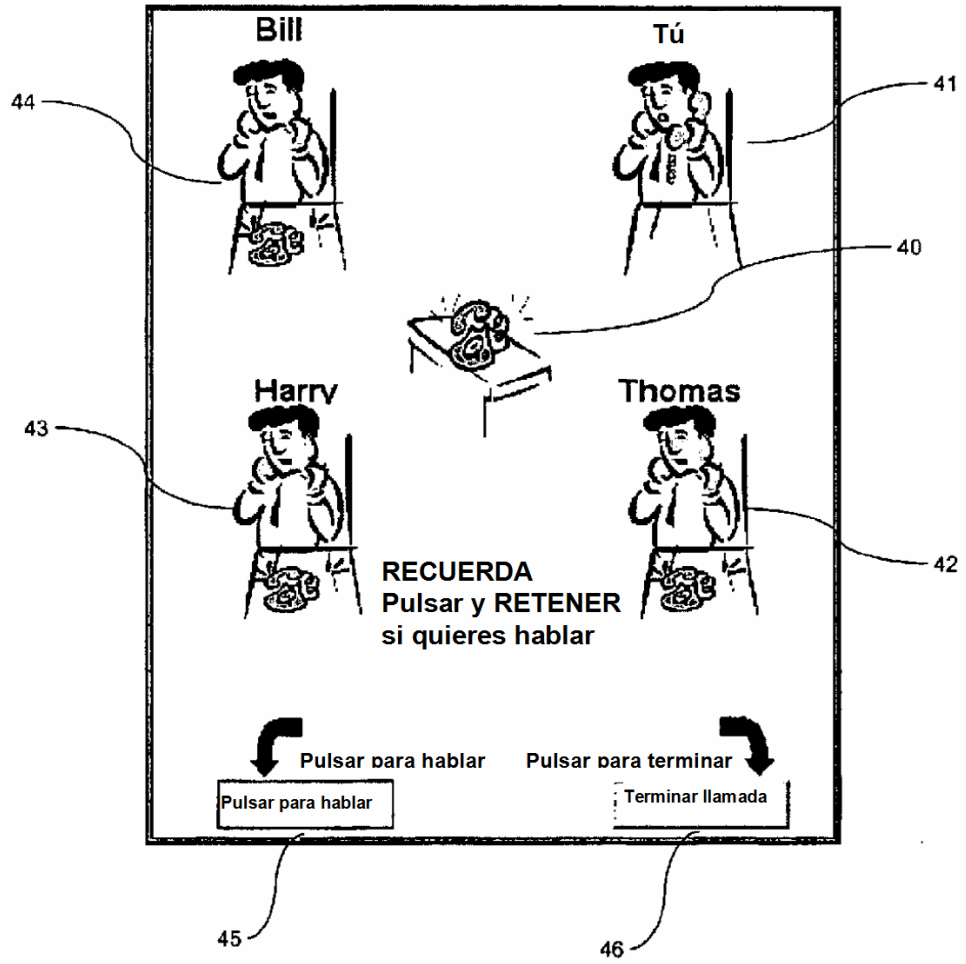 Bill
Tú
44
41
40
Harry
Thomas
43
42
RECUERDA
Pulsar y RETENER
si quieres hablar
Pulsar para hablar
Pulsar para terminar
Pulsar para hablar
Terminar llamada
45
46